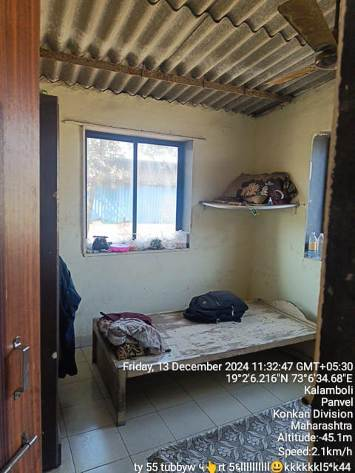 Friday, 13 December 2024 11:32:47 GMT+05:30
19°2'6.216"N 73°6'34.68"E
Kalamboli
Panvel
Konkan Division
Maharashtra
Altitude:-45.1m
Speed:2.1km/h